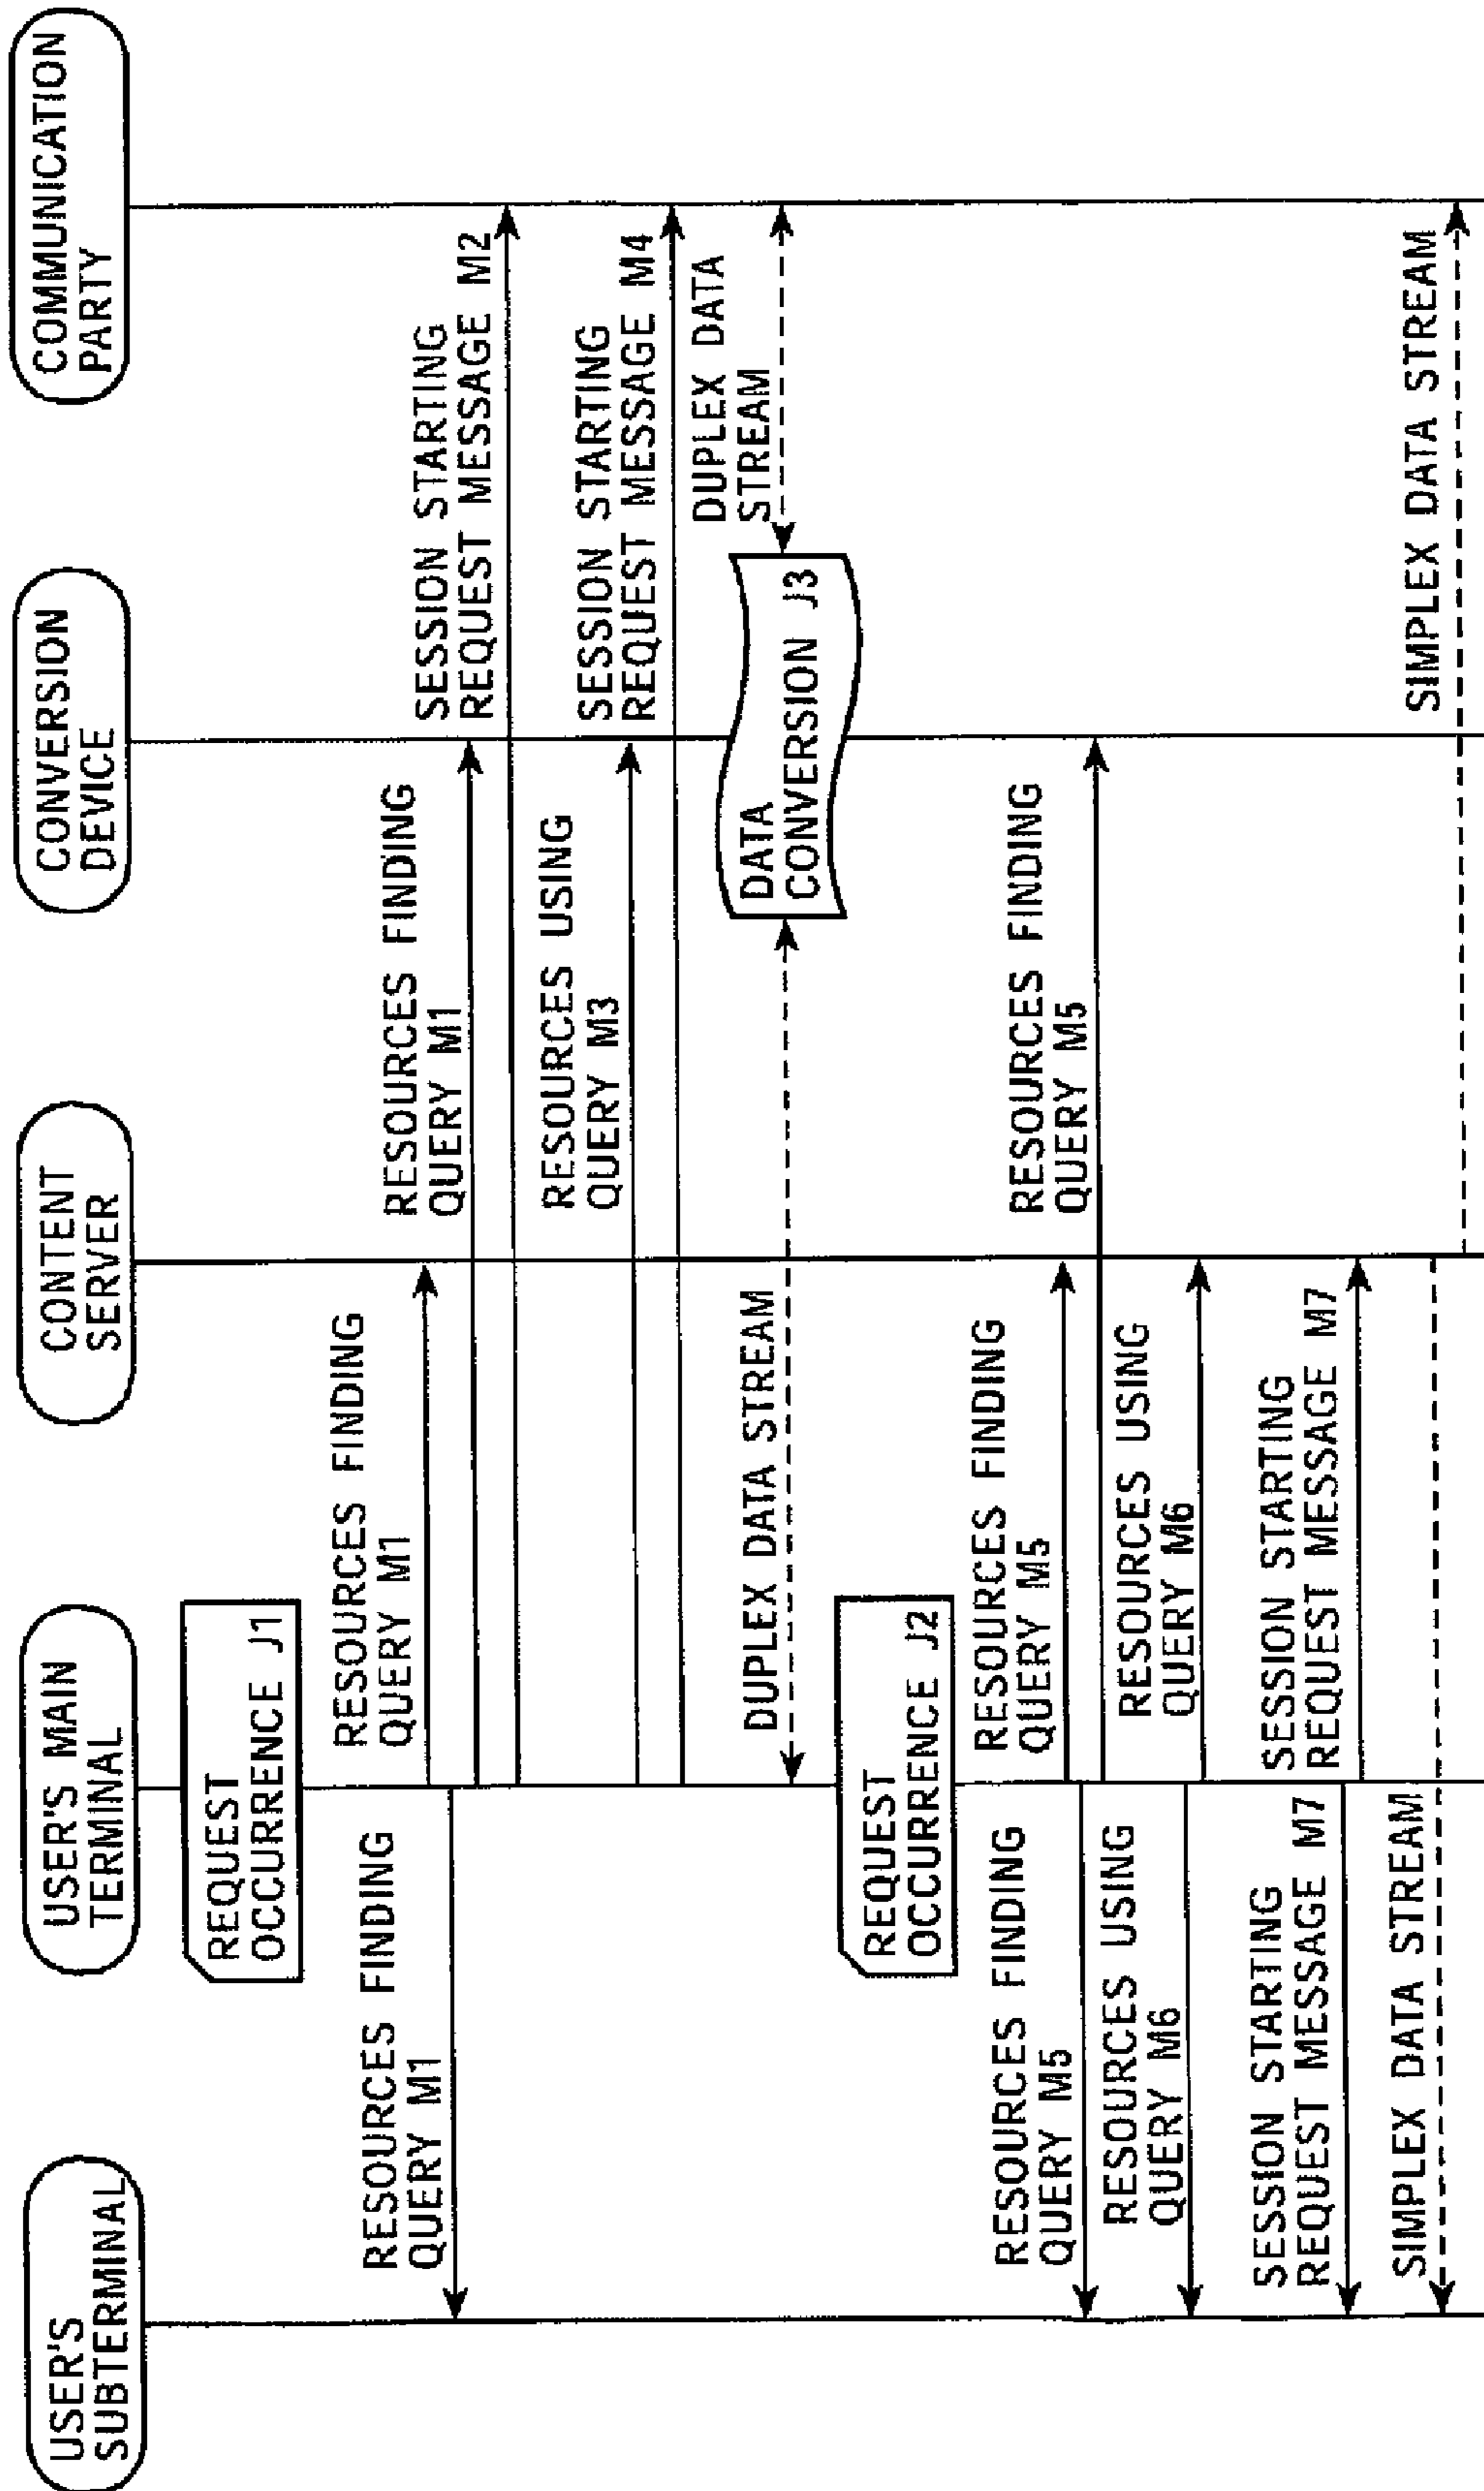 USER'S
SUBTERMINAL
USER'S MAIN
TERMINAL
CONTENT
SERVER
CONVERSION
DEVICE
COMMUNICATION
PARTY
REQUEST
OCCURRENCE J1
RESOURCES FINDING
QUERY M1
RESOURCES FINDING
QUERY M1
RESOURCES FINDING
QUERY M1
SESSION STARTING
REQUEST MESSAGE M2
RESOURCES USING
QUERY M3
SESSION STARTING
REQUEST MESSAGE M4
DUPLEX DATA STREAM
DATA
CONVERSION J3
DUPLEX DATA
STREAM
REQUEST
OCCURRENCE J2
RESOURCES FINDING
QUERY M5
RESOURCES FINDING
QUERY M5
RESOURCES FINDING
QUERY M5
RESOURCES USING
QUERY M6
RESOURCES USING
QUERY M6
SESSION STARTING
REQUEST MESSAGE M7
SESSION STARTING
REQUEST MESSAGE M7
SIMPLEX DATA STREAM
SIMPLEX DATA STREAM